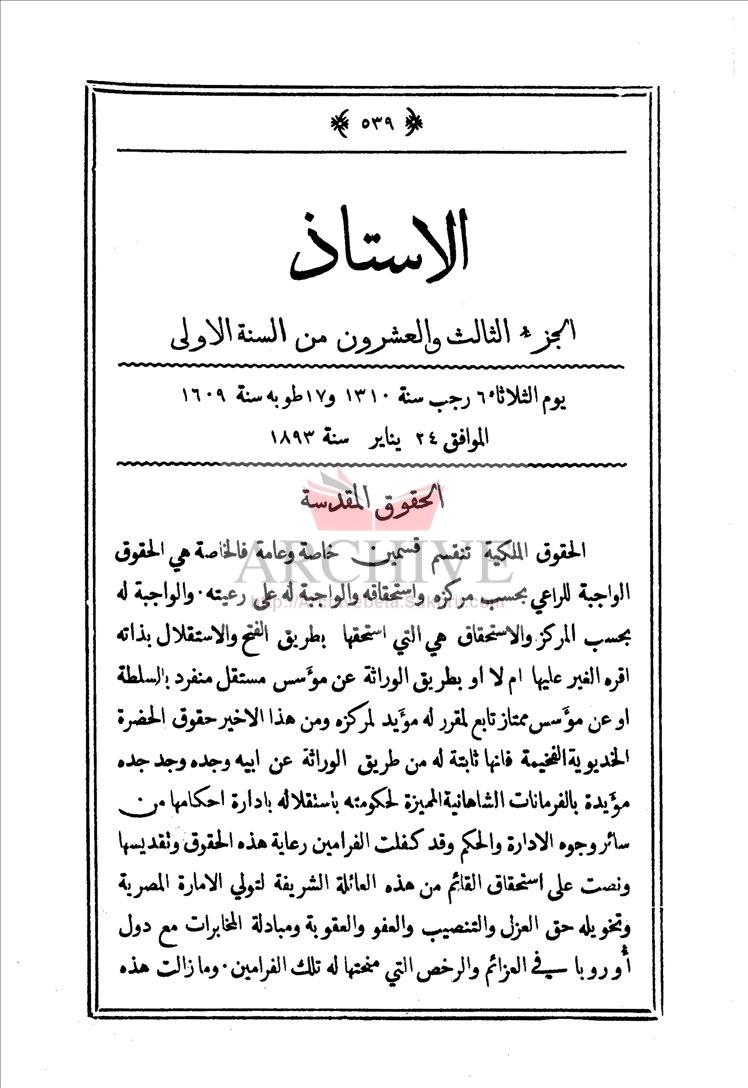 ﴿ ٥٣٩ ﴾
الاستاذ
الجزء الثالث والعشرون من السنة الاولى
يوم الثلاثاء ٦ رجب سنة ١٣١٠ و١٧ طوبه سنة ١٦٠٩
الموافق ٢٤ يناير سنة ١٨٩٣
الحقوق المقدسة
الحقوق الملكية تنقسم قسمين خاصة وعامة فالخاصة هي الحقوق
الواجبة للراعي بحسب مركزه واستحقاقه والواجبة له على رعيته. والواجبة له
بحسب المركز والاستحقاق هي التي استحقها بطريق الفتح والاستقلال بذاته
اقره الغير عليها ام لا او بطريق الوراثة عن مؤسس مستقل منفرد بالسلطة
او عن مؤسس ممتاز تابع لمقرر له مؤيد لمركزه ومن هذا الاخير حقوق الحضرة
الخديوية الفخيمة فانها ثابتة له من طريق الوراثة عن ابيه وجده وجد جده
مؤيدة بالفرمانات الشاهانية المميزة لحكومته باستقلاله بادارة احكامها من
سائر وجوه الادارة والحكم وقد كفلت الفرامين رعاية هذه الحقوق وتقديسها
ونصت على استحقاق القائم من هذه العائلة الشريفة لتولي الامارة المصرية
وتخويله حق العزل والتنصيب والعفو والعقوبة ومبادلة المخابرات مع دول
أوروبا في العزائم والرخص التي منحتها له تلك الفرامين. وما زالت هذه
ARCHIVE